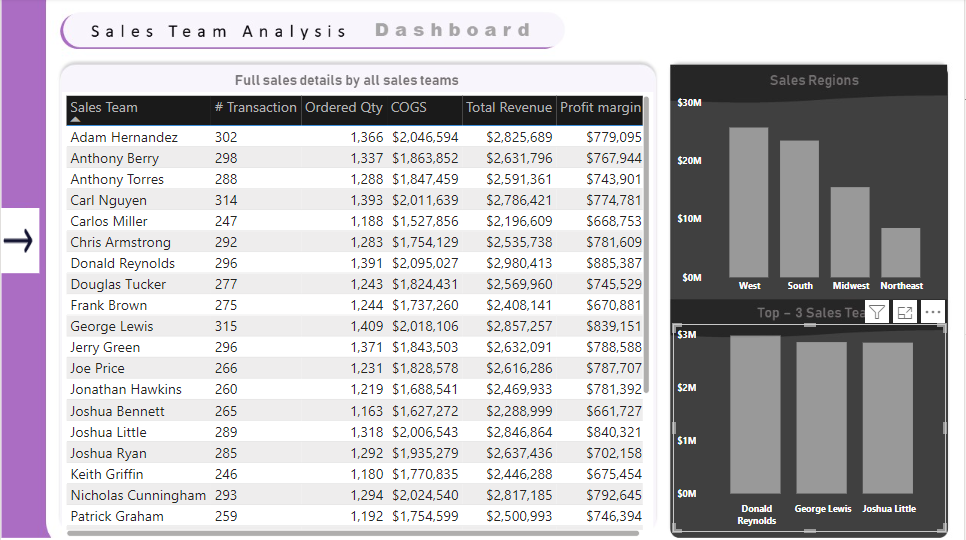 Sales Team Analysis Dashboard
Full sales details by all sales teams
Sales Team # Transaction Ordered Qty COGS Total Revenue Profit margin
Adam Hernandez 302 1,366 $2,046,594 $2,825,689 $779,095
Anthony Berry 298 1,337 $1,863,852 $2,631,796 $767,944
Anthony Torres 288 1,288 $1,847,459 $2,591,361 $743,901
Carl Nguyen 314 1,393 $2,011,639 $2,786,421 $774,781
Carlos Miller 247 1,188 $1,527,856 $2,196,609 $668,753
Chris Armstrong 292 1,283 $1,754,129 $2,535,738 $781,609
Donald Reynolds 296 1,391 $2,095,027 $2,980,413 $885,387
Douglas Tucker 277 1,243 $1,824,431 $2,569,960 $745,529
Frank Brown 275 1,244 $1,737,260 $2,408,141 $670,881
George Lewis 315 1,409 $2,018,106 $2,857,257 $839,151
Jerry Green 296 1,371 $1,843,503 $2,632,091 $788,588
Joe Price 266 1,231 $1,828,578 $2,616,286 $787,707
Jonathan Hawkins 260 1,219 $1,688,541 $2,469,933 $781,392
Joshua Bennett 265 1,163 $1,627,272 $2,288,999 $661,727
Joshua Little 289 1,318 $2,006,543 $2,846,864 $840,321
Joshua Ryan 285 1,292 $1,935,279 $2,637,436 $702,158
Keith Griffin 246 1,180 $1,770,835 $2,446,288 $675,454
Nicholas Cunningham 293 1,294 $2,024,540 $2,817,185 $792,645
Patrick Graham 259 1,192 $1,754,599 $2,500,993 $746,394
Sales Regions
$30M
$20M
$10M
$0M
West South Midwest Northeast
Top – 3 Sales Tea
$3M
$2M
$1M
$0M
Donald Reynolds George Lewis Joshua Little